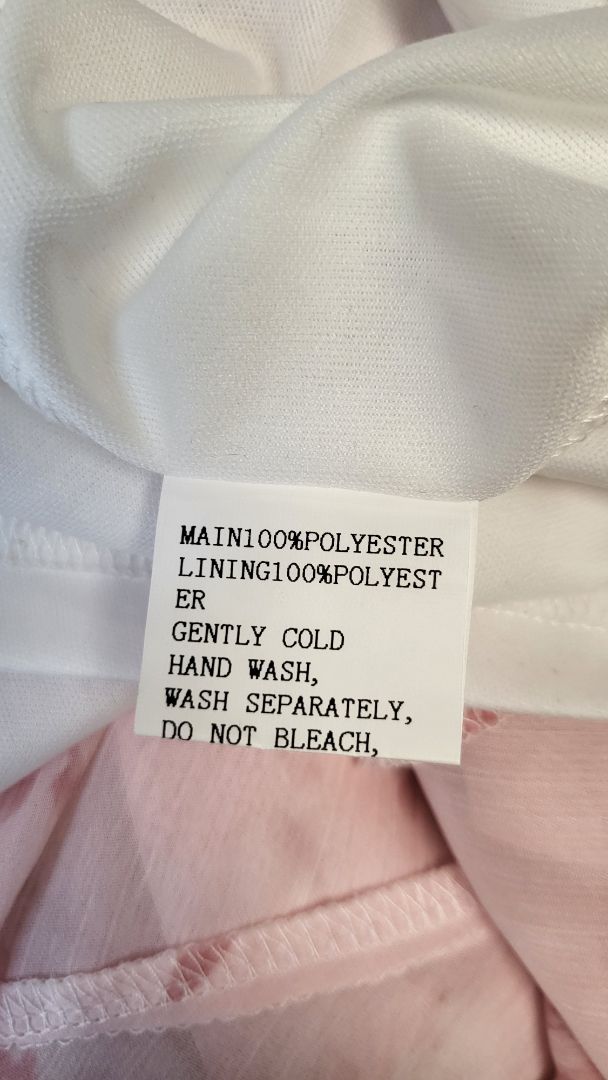 MAIN100%POLYESTER
LINING100%POLYEST
ER
GENTLY COLD
HAND WASH,
WASH SEPARATELY,
DO NOT BLEACH,